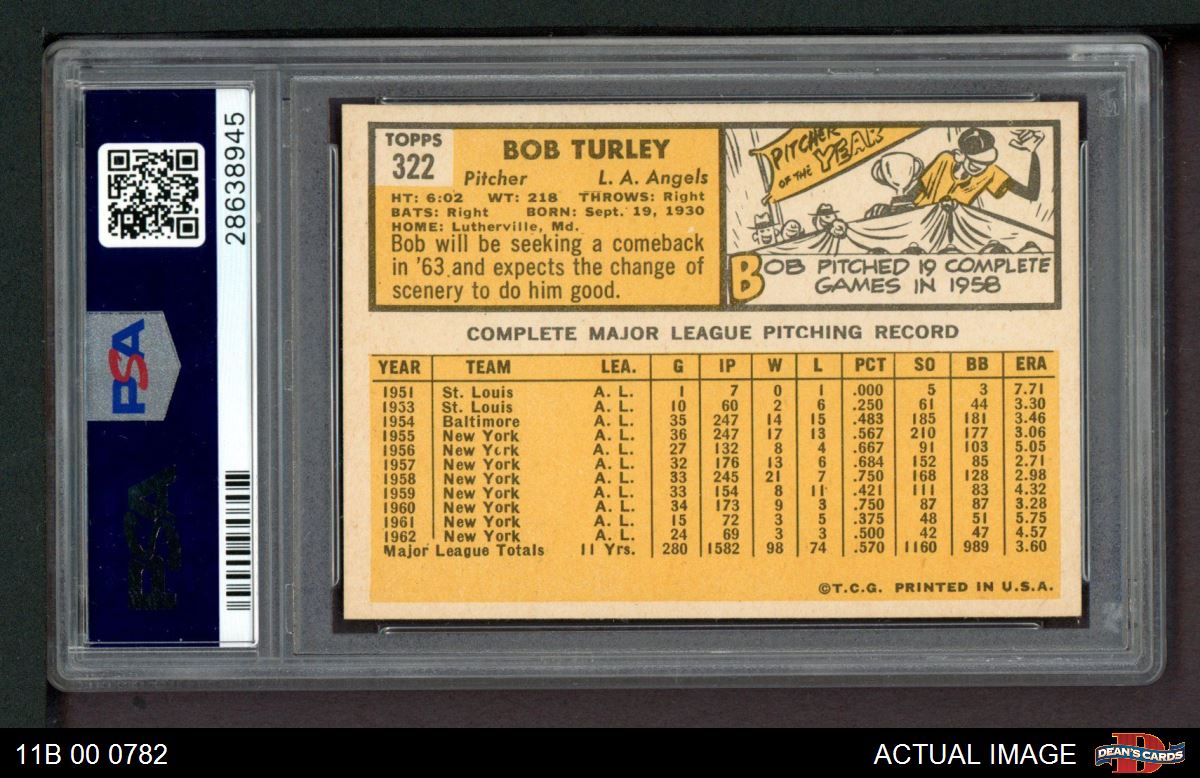 28638945
PSA
PSA
TOPPS
322
BOB TURLEY
Pitcher L. A. Angels
HT: 6:02 WT: 218 THROWS: Right
BATS: Right BORN: Sept. 19, 1930
HOME: Lutherville, Md.
Bob will be seeking a comeback
in '63 and expects the change of
scenery to do him good.
PITCHER
OF THE YEAR
BOB PITCHED 19 COMPLETE
GAMES IN 1958
COMPLETE MAJOR LEAGUE PITCHING RECORD
YEAR TEAM LEA. G IP W L PCT SO BB ERA
1951 St. Louis A. L. 1 7 0 1 .000 5 3 7.71
1953 St. Louis A. L. 10 60 2 6 .250 61 44 3.30
1954 Baltimore A. L. 35 247 14 15 .483 185 181 3.46
1955 New York A. L. 36 247 17 13 .567 210 177 3.06
1956 New York A. L. 27 132 8 4 .667 91 103 5.05
1957 New York A. L. 32 176 13 6 .684 152 85 2.71
1958 New York A. L. 33 245 21 7 .750 168 128 2.98
1959 New York A. L. 33 154 8 11 .421 111 83 4.32
1960 New York A. L. 34 173 9 3 .750 87 87 3.28
1961 New York A. L. 15 72 3 5 .375 48 51 5.75
1962 New York A. L. 24 69 3 3 .500 42 47 4.57
Major League Totals 11 Yrs. 280 1582 98 74 .570 1160 989 3.60
©T.C.G. PRINTED IN U.S.A.
11B 00 0782
ACTUAL IMAGE
DEAN'S CARDS